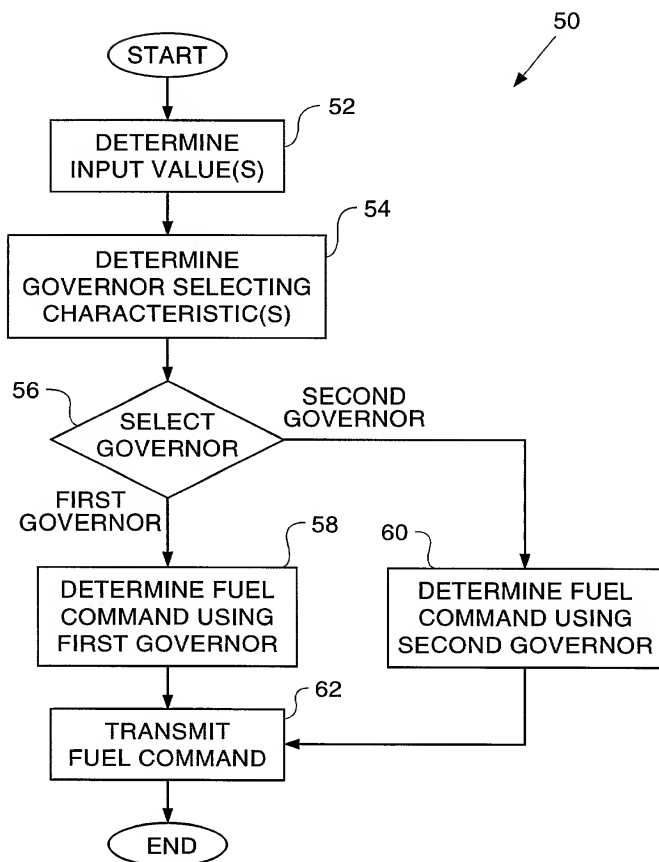 50
START
52
DETERMINE
INPUT VALUE(S)
54
DETERMINE
GOVERNOR SELECTING
CHARACTERISTIC(S)
56
SELECT
GOVERNOR
SECOND
GOVERNOR
FIRST
GOVERNOR
58
DETERMINE FUEL
COMMAND USING
FIRST GOVERNOR
60
DETERMINE FUEL
COMMAND USING
SECOND GOVERNOR
62
TRANSMIT
FUEL COMMAND
END